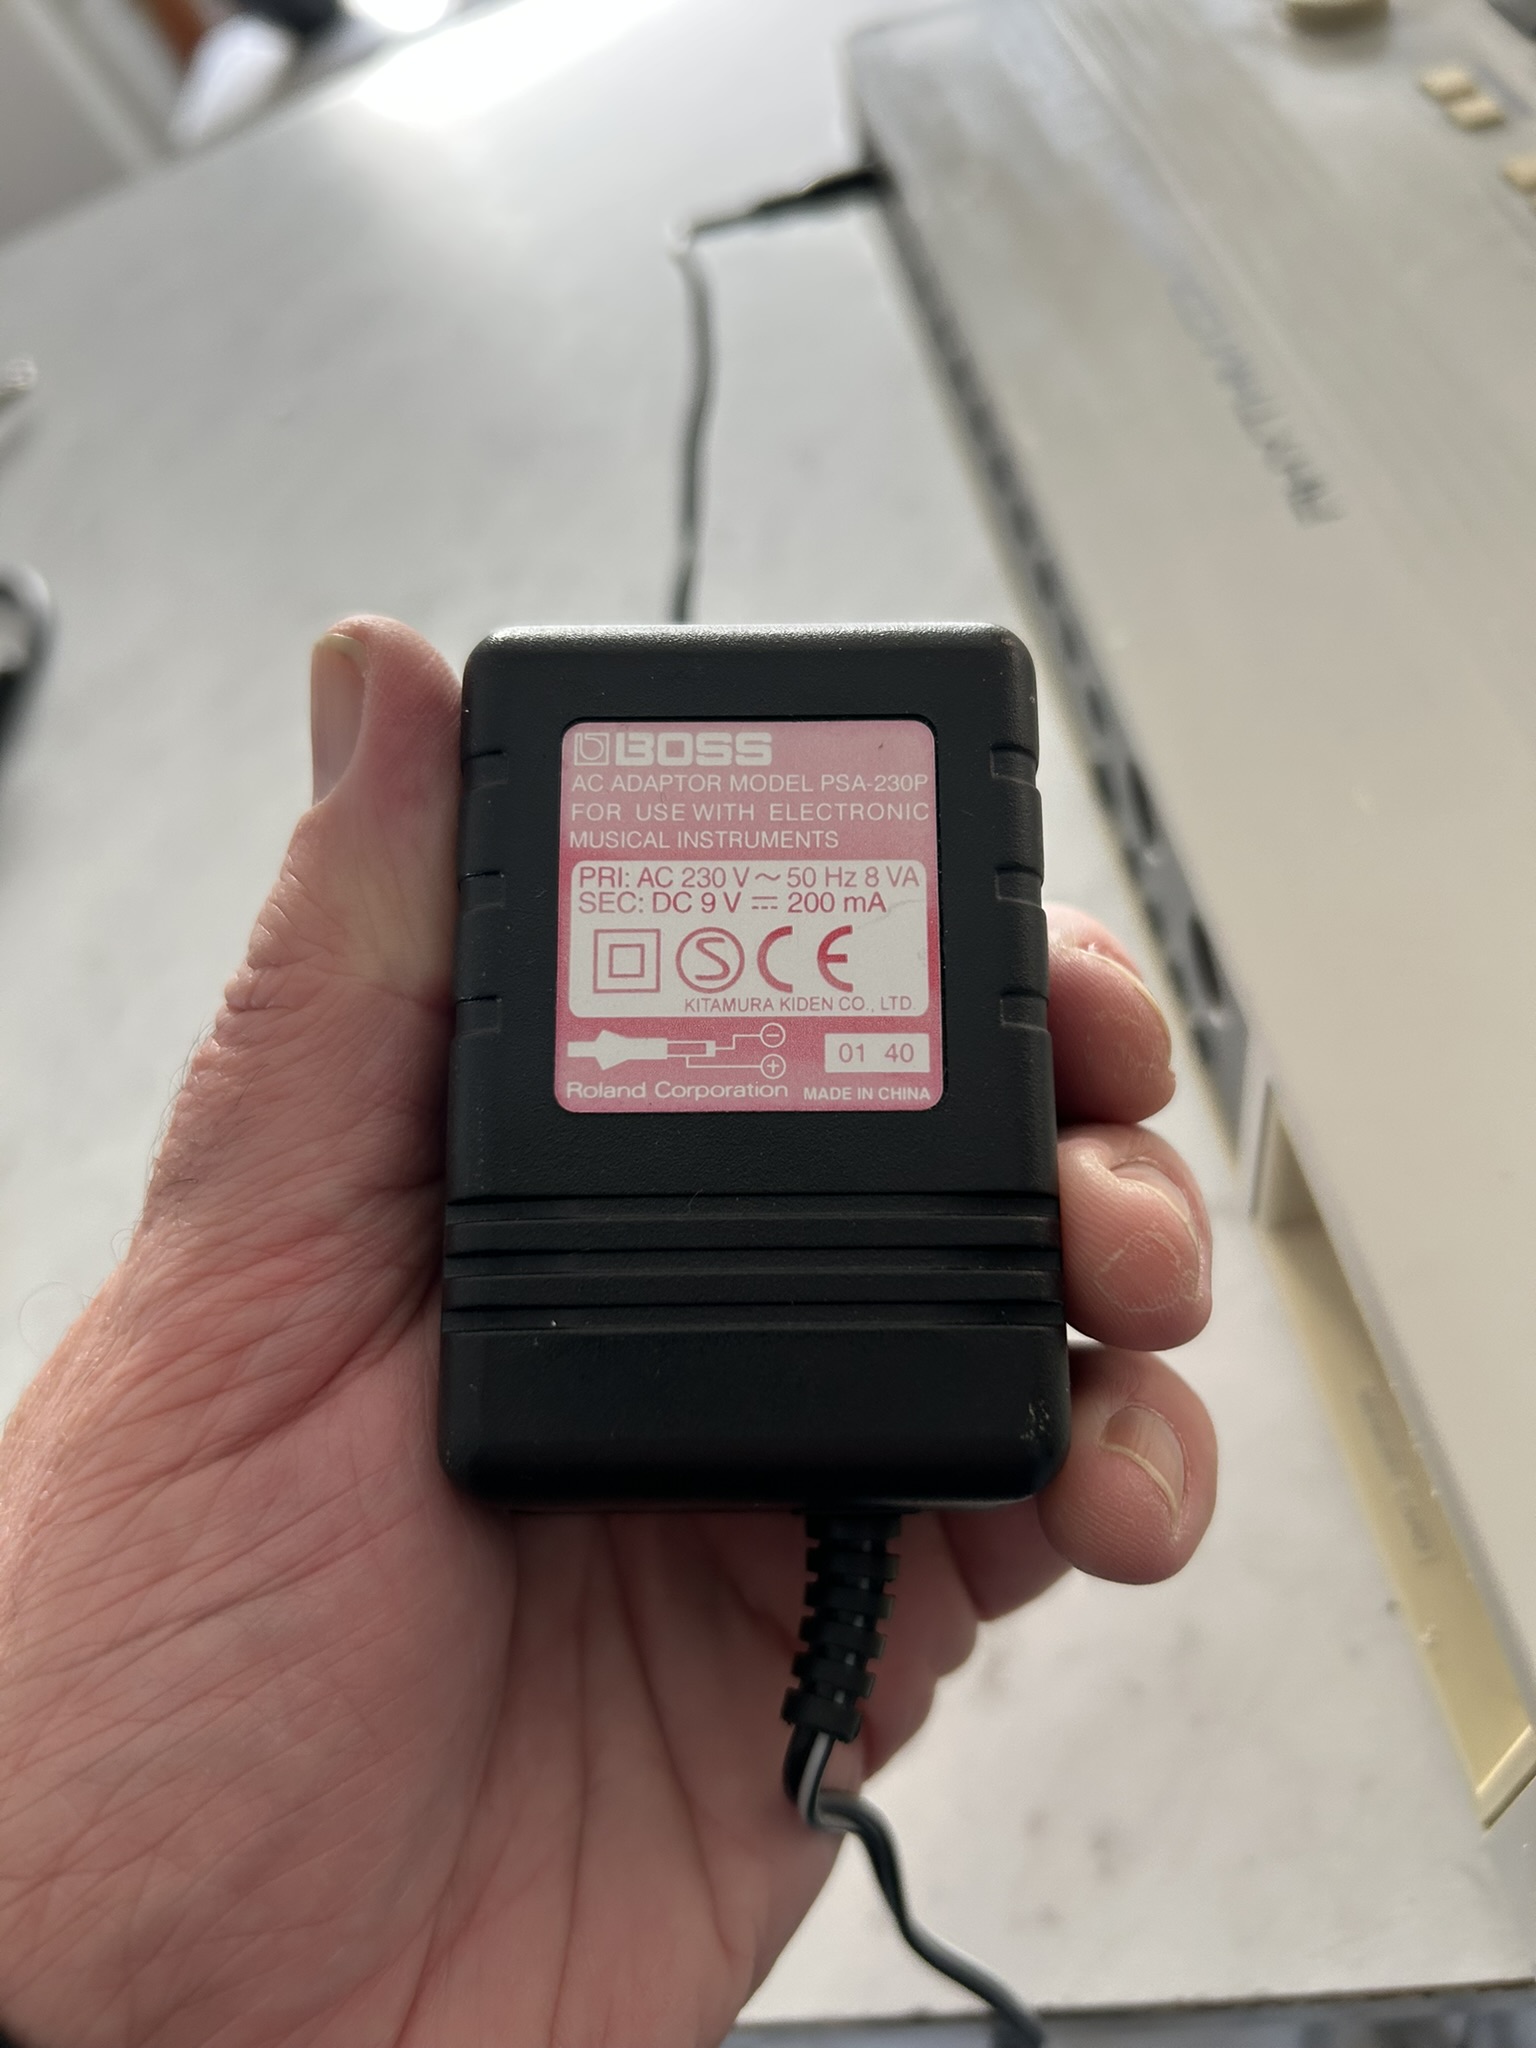 BOSS
AC ADAPTOR MODEL PSA-230P
FOR USE WITH ELECTRONIC
MUSICAL INSTRUMENTS
PRI: AC 230 V ~ 50 Hz 8 VA
SEC: DC 9 V ⎓ 200 mA
S CE
KITAMURA KIDEN CO., LTD.
− 
+
01 40
Roland Corporation
MADE IN CHINA